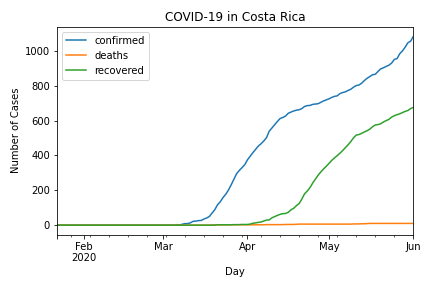 COVID-19 in Costa Rica
confirmed
deaths
recovered
Number of Cases
1000
800
600
400
200
0
Feb
2020
Mar
Apr
May
Jun
Day